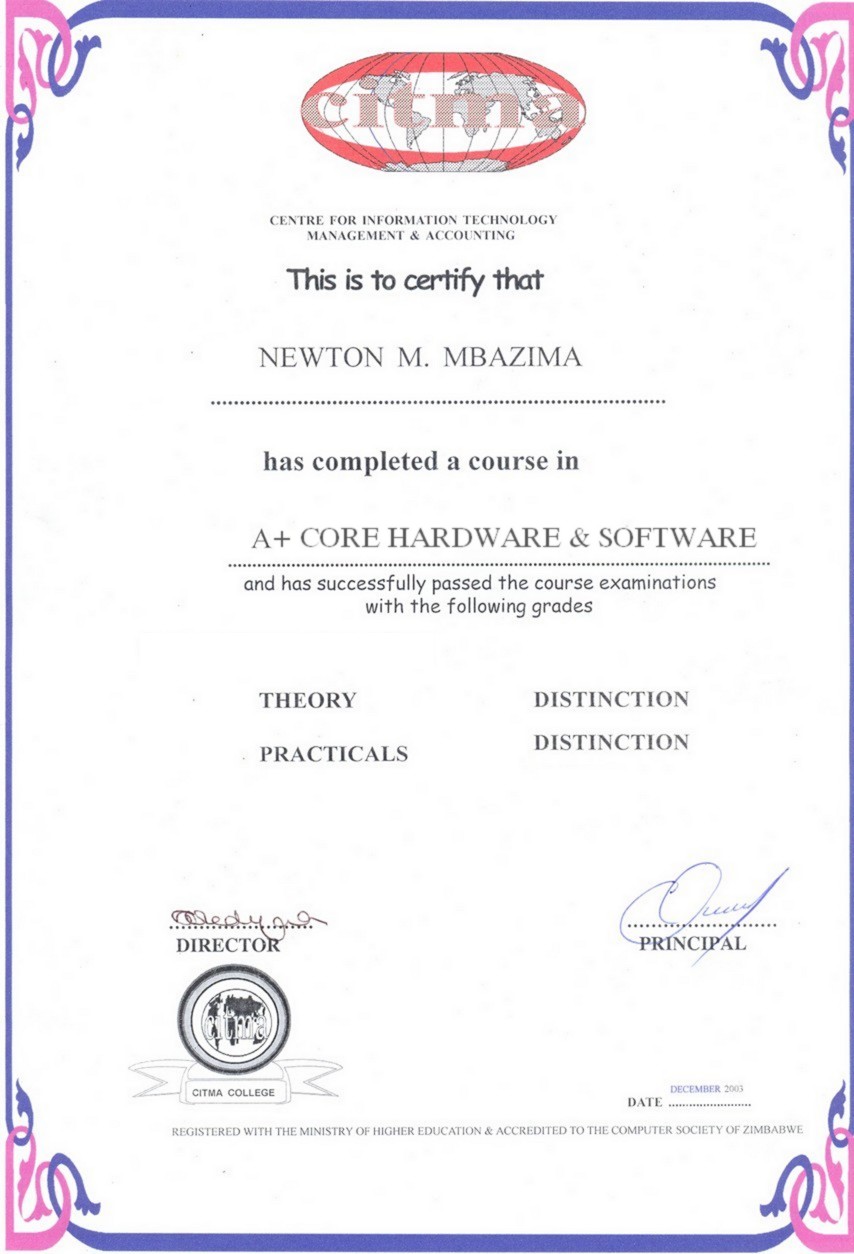 citma
CENTRE FOR INFORMATION TECHNOLOGY
MANAGEMENT & ACCOUNTING
This is to certify that
NEWTON M. MBAZIMA
has completed a course in
A+ CORE HARDWARE & SOFTWARE
and has successfully passed the course examinations
with the following grades
THEORY DISTINCTION
PRACTICALS DISTINCTION
DIRECTOR PRINCIPAL
citma
CITMA COLLEGE
DECEMBER 2003
DATE
REGISTERED WITH THE MINISTRY OF HIGHER EDUCATION & ACCREDITED TO THE COMPUTER SOCIETY OF ZIMBABWE